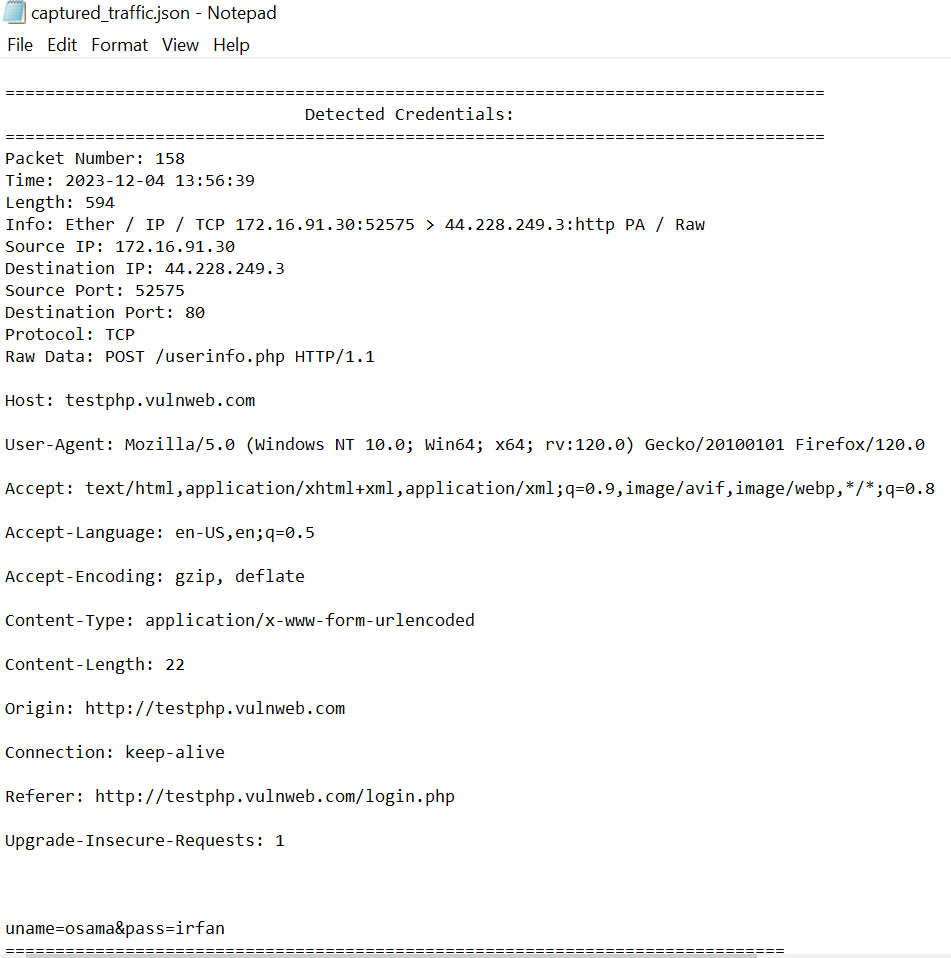 captured_traffic.json - Notepad
File Edit Format View Help
==================================================================================
Detected Credentials:
==================================================================================
Packet Number: 158
Time: 2023-12-04 13:56:39
Length: 594
Info: Ether / IP / TCP 172.16.91.30:52575 > 44.228.249.3:http PA / Raw
Source IP: 172.16.91.30
Destination IP: 44.228.249.3
Source Port: 52575
Destination Port: 80
Protocol: TCP
Raw Data: POST /userinfo.php HTTP/1.1
Host: testphp.vulnweb.com
User-Agent: Mozilla/5.0 (Windows NT 10.0; Win64; x64; rv:120.0) Gecko/20100101 Firefox/120.0
Accept: text/html,application/xhtml+xml,application/xml;q=0.9,image/avif,image/webp,*/*;q=0.8
Accept-Language: en-US,en;q=0.5
Accept-Encoding: gzip, deflate
Content-Type: application/x-www-form-urlencoded
Content-Length: 22
Origin: http://testphp.vulnweb.com
Connection: keep-alive
Referer: http://testphp.vulnweb.com/login.php
Upgrade-Insecure-Requests: 1
uname=osama&pass=irfan
==============================================================================